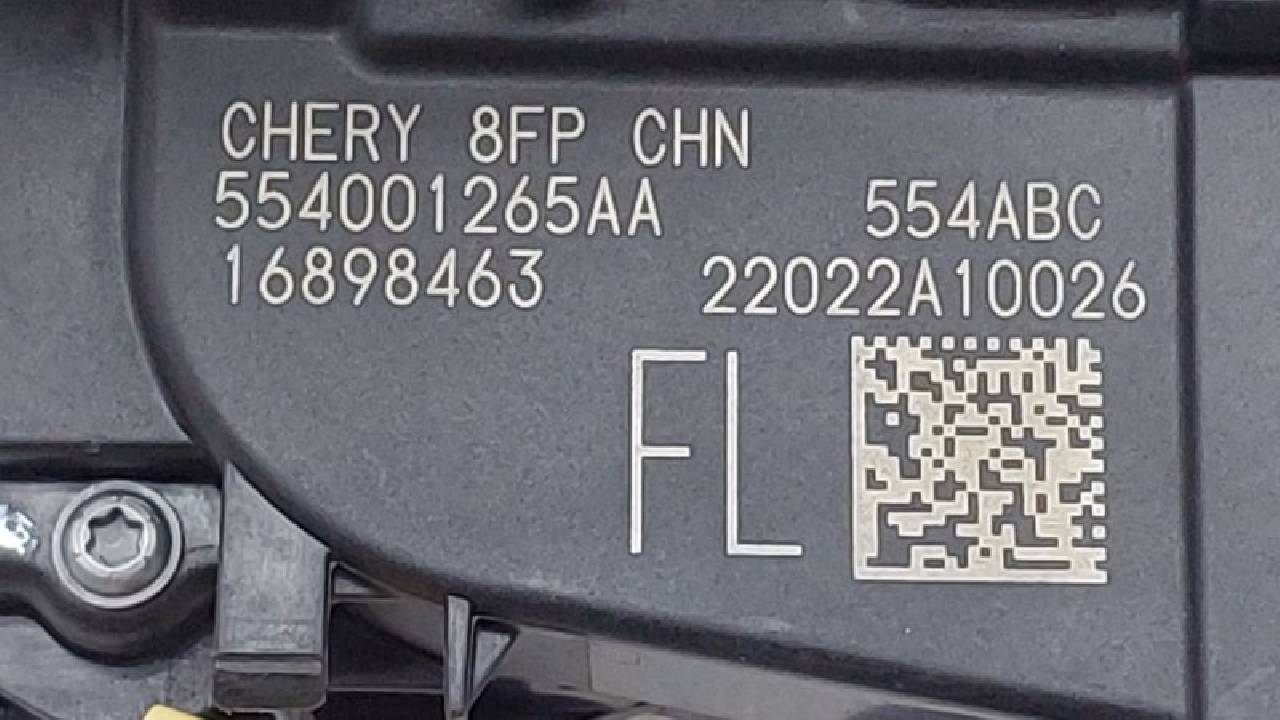 CHERY 8FP CHN
554001265AA 554ABC
16898463 22022A10026
FL